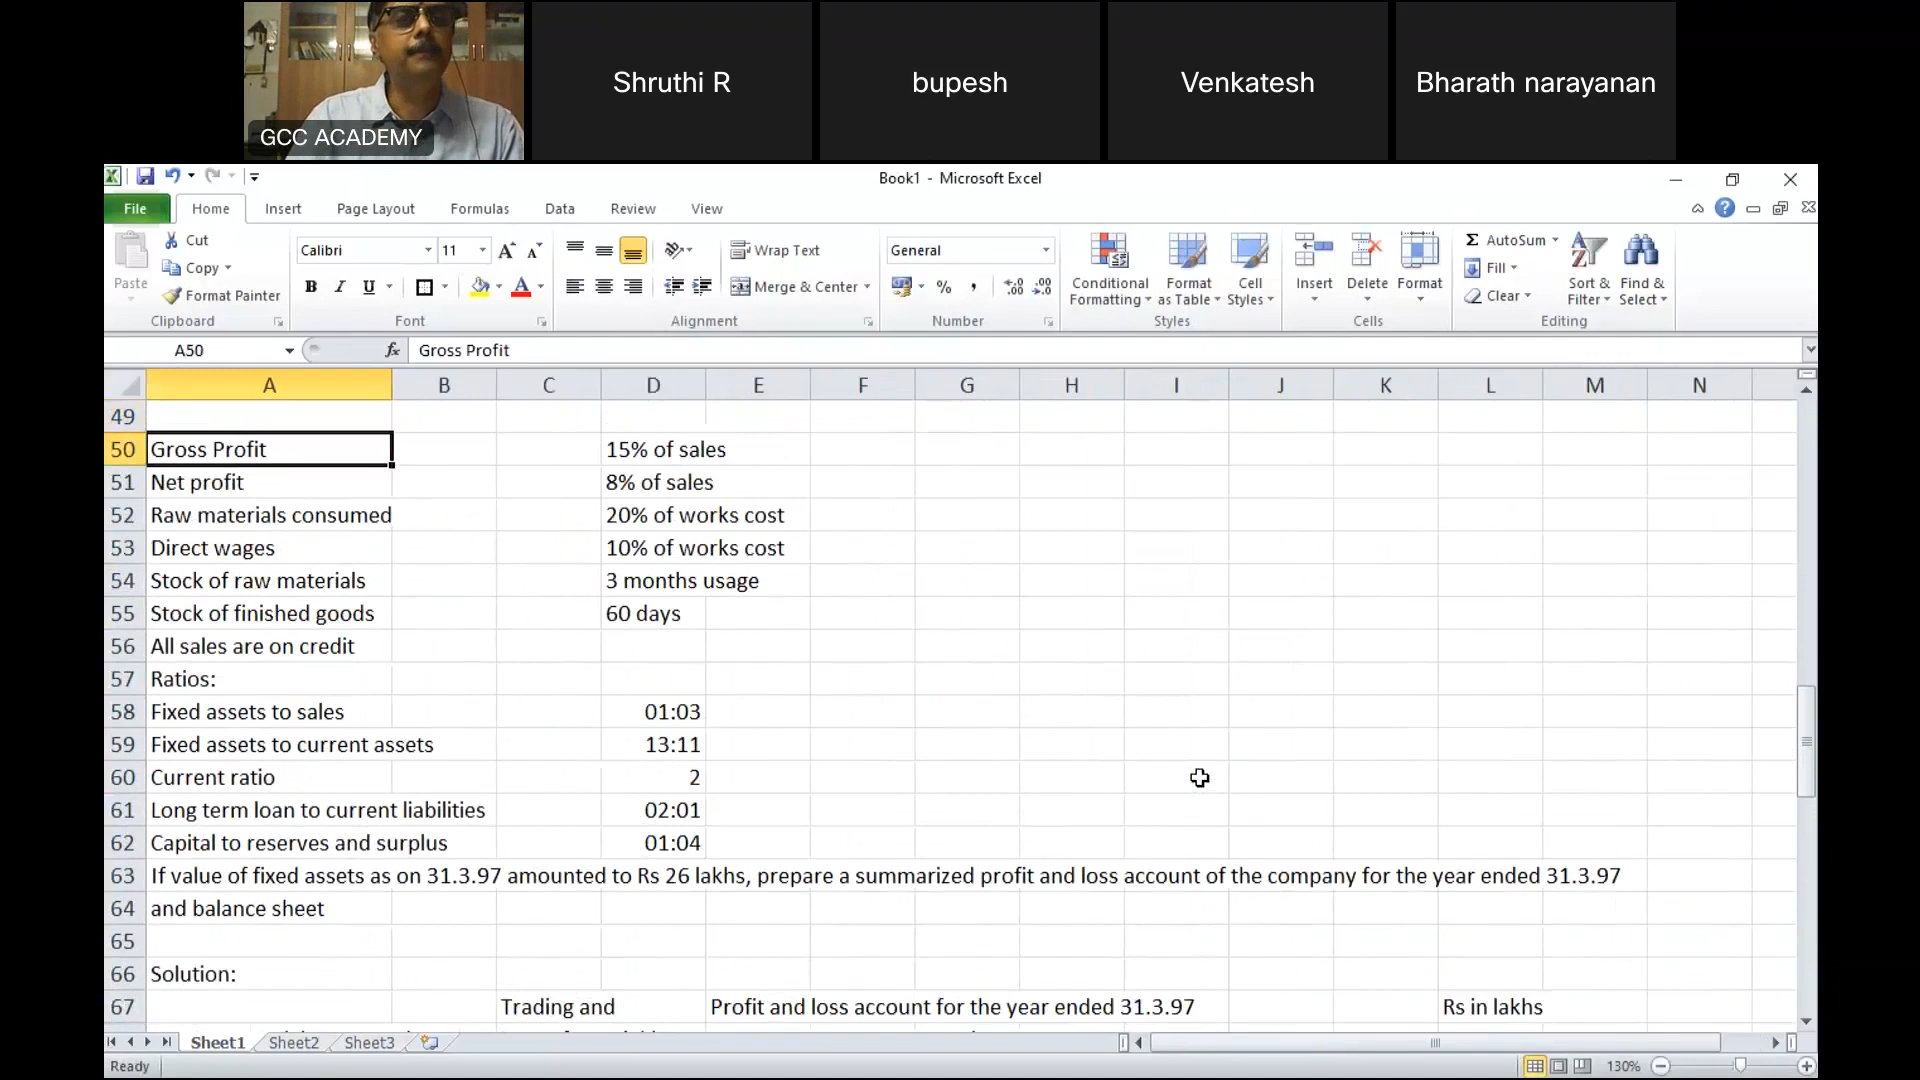 GCC ACADEMY
Shruthi R
bupesh
Venkatesh
Bharath narayanan
Book1 - Microsoft Excel
File Home Insert Page Layout Formulas Data Review View
Paste
Cut
Copy
Format Painter
Clipboard
Calibri 11
B I U
Font
Wrap Text
Merge & Center
Alignment
General
Number
Conditional Formatting
Format as Table
Cell Styles
Styles
Insert Delete Format
Cells
AutoSum
Fill
Clear
Sort & Filter
Find & Select
Editing
A50 fx Gross Profit
A B C D E F G H I J K L M N
49
50 Gross Profit 15% of sales
51 Net profit 8% of sales
52 Raw materials consumed 20% of works cost
53 Direct wages 10% of works cost
54 Stock of raw materials 3 months usage
55 Stock of finished goods 60 days
56 All sales are on credit
57 Ratios:
58 Fixed assets to sales 01:03
59 Fixed assets to current assets 13:11
60 Current ratio 2
61 Long term loan to current liabilities 02:01
62 Capital to reserves and surplus 01:04
63 If value of fixed assets as on 31.3.97 amounted to Rs 26 lakhs, prepare a summarized profit and loss account of the company for the year ended 31.3.97
64 and balance sheet
65
66 Solution:
67 Trading and Profit and loss account for the year ended 31.3.97 Rs in lakhs
Sheet1 Sheet2 Sheet3
Ready 130%